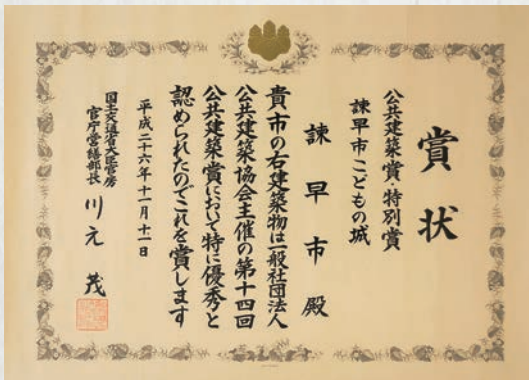 賞状
公共建築賞・特別賞
諫早市こどもの城
諫早市殿
貴市の右建築物は一般社団法人
公共建築協会主催の第十四回
公共建築賞において特に優秀と
認められたのでこれを賞します
平成二十六年十一月十一日
国土交通省大臣官房
官庁営繕部長 川元 茂